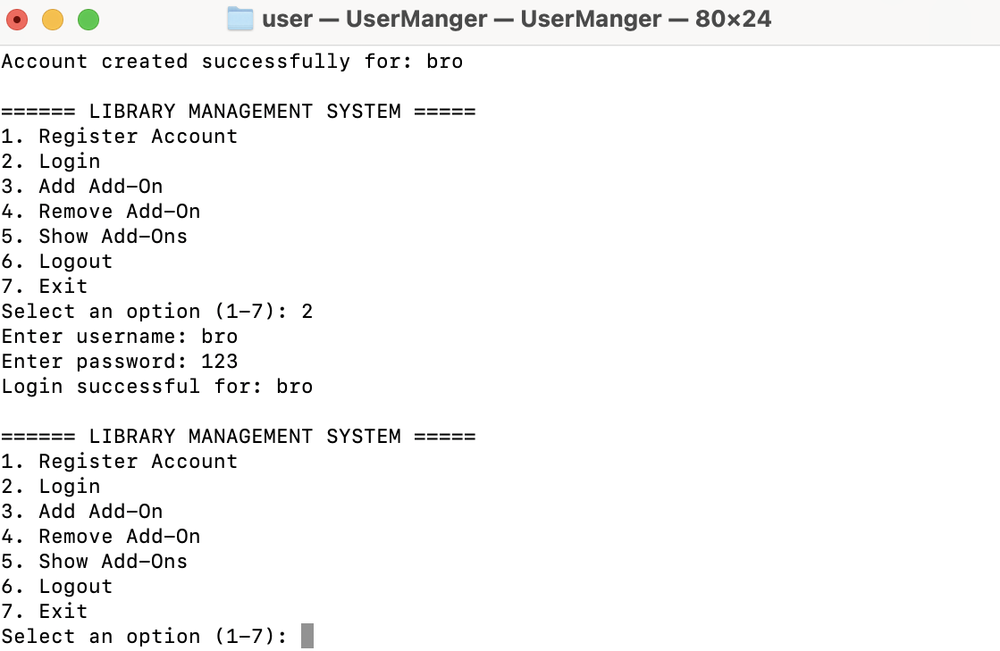 user — UserManger — UserManger — 80×24
Account created successfully for: bro
====== LIBRARY MANAGEMENT SYSTEM =====
1. Register Account
2. Login
3. Add Add-On
4. Remove Add-On
5. Show Add-Ons
6. Logout
7. Exit
Select an option (1-7): 2
Enter username: bro
Enter password: 123
Login successful for: bro
====== LIBRARY MANAGEMENT SYSTEM =====
1. Register Account
2. Login
3. Add Add-On
4. Remove Add-On
5. Show Add-Ons
6. Logout
7. Exit
Select an option (1-7):